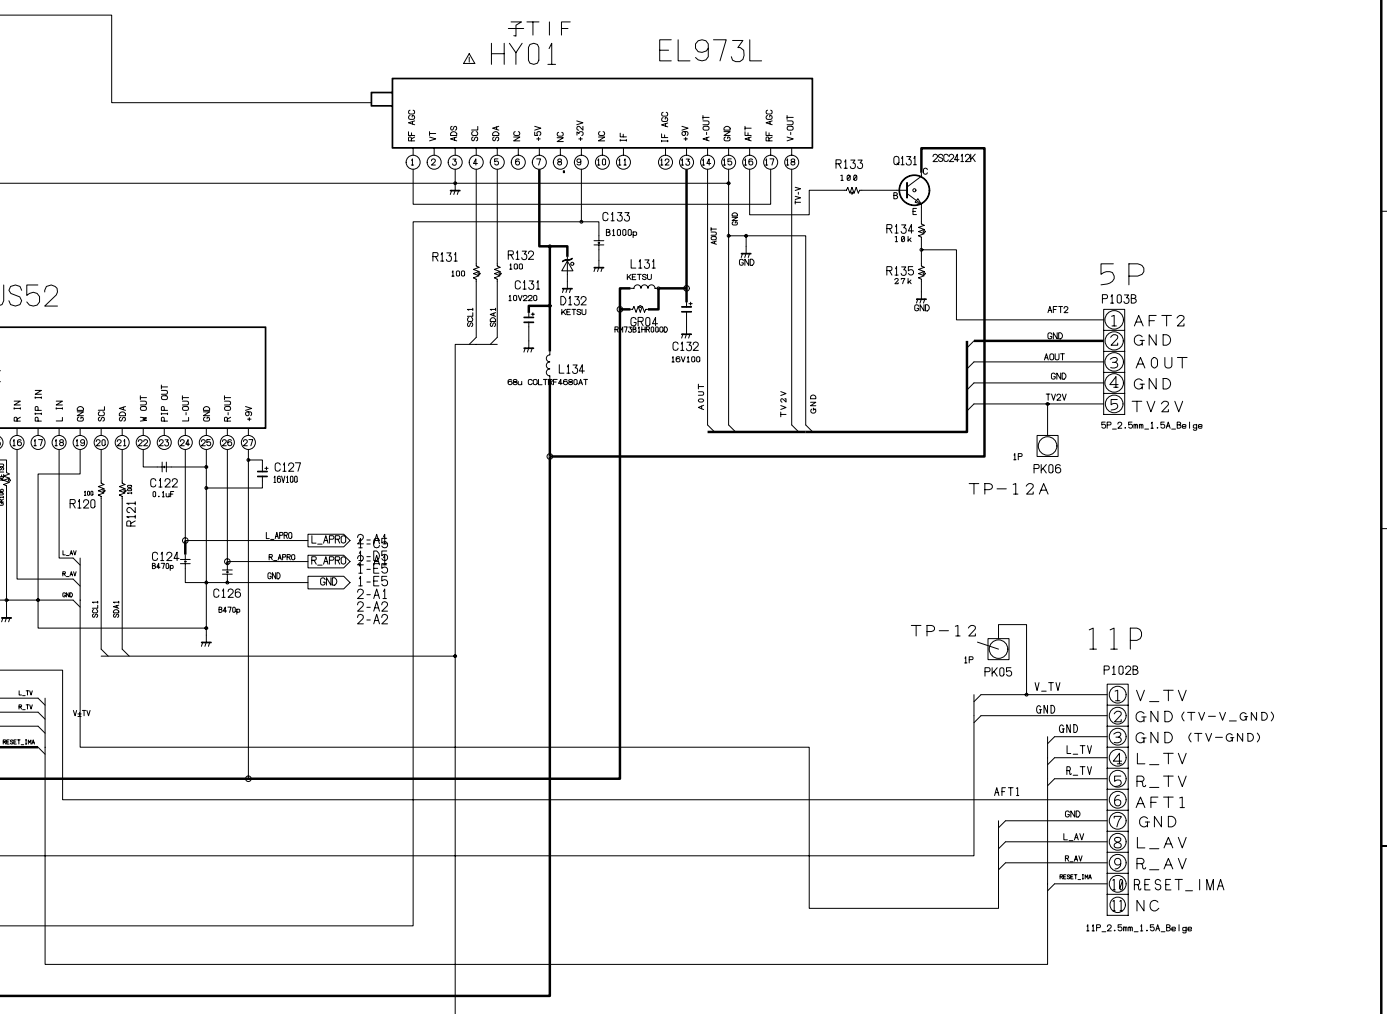 子TIF
⚠ HY01
EL973L
RF AGC
VT
ADS
SCL
SDA
NC
+5V
NC
+32V
NC
IF
IF AGC
+9V
A-OUT
GND
AFT
RF AGC
V-OUT
1
2
3
4
5
6
7
8
9
10
11
12
13
14
15
16
17
18
R133
100
Q131
2SC2412K
C
B
E
R134
10k
R135
27k
GND
TV-V
GND
AOUT
GND
C133
B1000p
R131
100
R132
100
C131
10V220
D132
KETSU
L131
KETSU
GR04
RM73B1HR000D
C132
16V100
L134
68u COLTRF4680AT
SCL1
SDA1
AOUT
TV2V
GND
5P
P103B
AFT2
1 AFT2
GND
2 GND
AOUT
3 AOUT
GND
4 GND
TV2V
5 TV2V
5P_2.5mm_1.5A_Beige
1P
PK06
TP-12A
US52
R IN
PIP IN
L IN
GND
SCL
SDA
W OUT
PIP OUT
L-OUT
GND
R-OUT
+9V
16
17
18
19
20
21
22
23
24
25
26
27
C127
16V100
C122
0.1uF
R120
100
R121
100
L_AV
R_AV
GND
SCL1
SDA1
C124
B470p
C126
B470p
L_APRO
L_APRO
R_APRO
R_APRO
GND
GND
1-E5
1-E5
2-A1
2-A2
2-A2
L_TV
R_TV
RESET_IMA
TP-12
1P
PK05
11P
P102B
V_TV
1 V_TV
GND
2 GND (TV-V_GND)
GND
3 GND (TV-GND)
L_TV
4 L_TV
R_TV
5 R_TV
AFT1
6 AFT1
GND
7 GND
L_AV
8 L_AV
R_AV
9 R_AV
RESET_IMA
10 RESET_IMA
11 NC
11P_2.5mm_1.5A_Beige